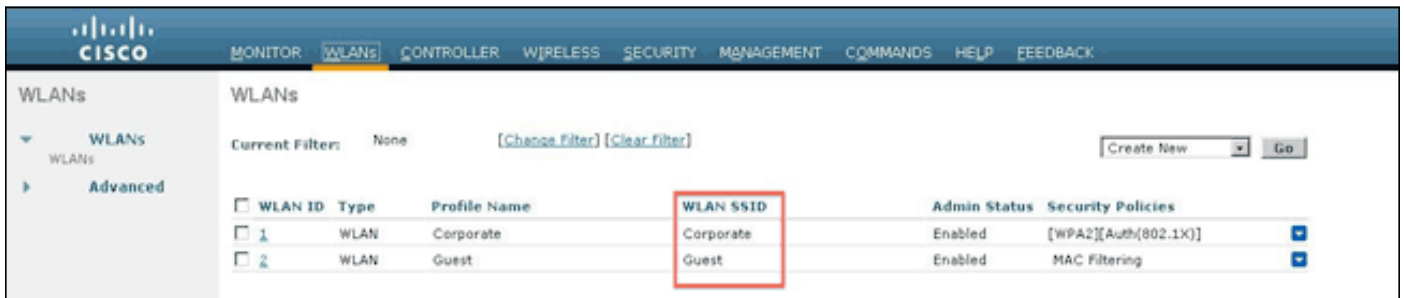 CISCO
MONITOR WLANs CONTROLLER WIRELESS SECURITY MANAGEMENT COMMANDS HELP FEEDBACK
WLANs
WLANs
WLANs
WLANs
Advanced
Current Filter: None [Change Filter] [Clear Filter]
Create New Go
WLAN ID Type Profile Name WLAN SSID Admin Status Security Policies
1 WLAN Corporate Corporate Enabled [WPA2][Auth(802.1X)]
2 WLAN Guest Guest Enabled MAC Filtering